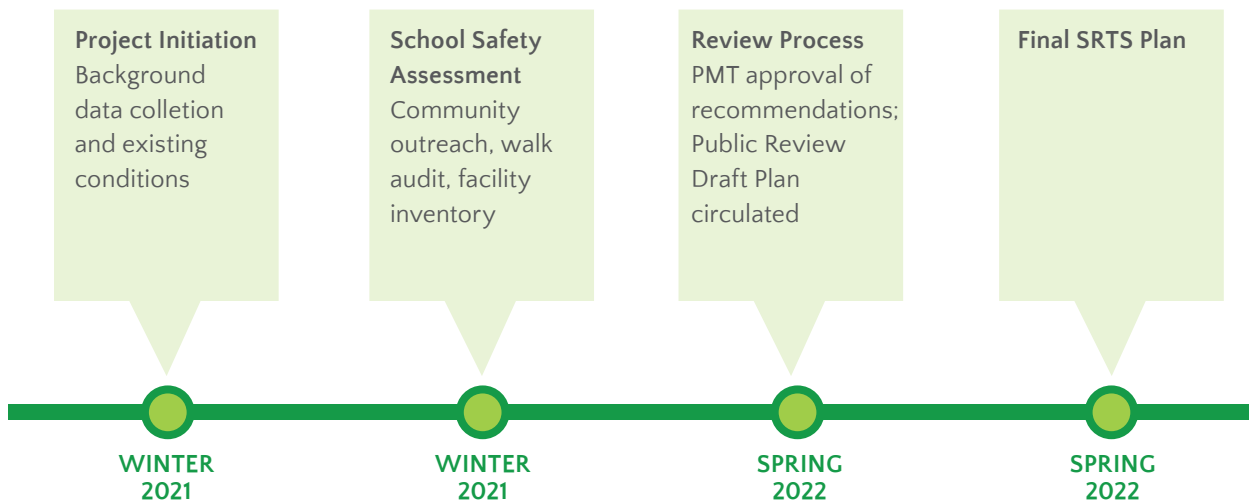 Project Initiation
Background
data colletion
and existing
conditions
School Safety
Assessment
Community
outreach, walk
audit, facility
inventory
Review Process
PMT approval of
recommendations;
Public Review
Draft Plan
circulated
Final SRTS Plan
WINTER
2021
WINTER
2021
SPRING
2022
SPRING
2022